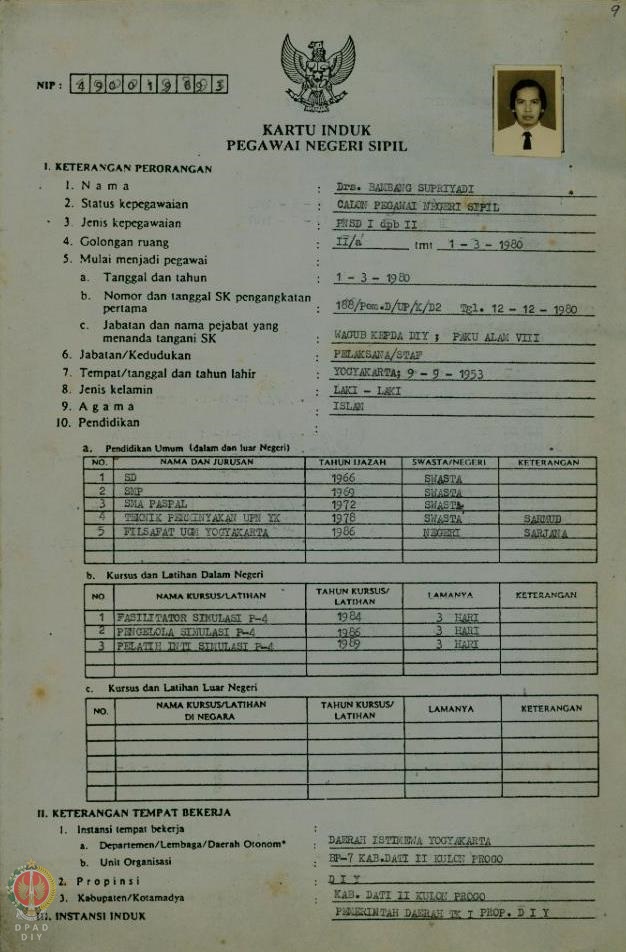 9
NIP : 490019893
KARTU INDUK
PEGAWAI NEGERI SIPIL
I. KETERANGAN PERORANGAN
1. N a m a : Drs. BAMBANG SUPRIYADI
2. Status kepegawaian : CALON PEGAWAI NEGERI SIPIL
3. Jenis kepegawaian : PNSD I dpb II
4. Golongan ruang : II/a tmt 1 - 3 - 1980
5. Mulai menjadi pegawai
a. Tanggal dan tahun : 1 - 3 - 1980
b. Nomor dan tanggal SK pengangkatan pertama : 188/Pem.D/UP/K/D2 Tgl. 12 - 12 - 1980
c. Jabatan dan nama pejabat yang menanda tangani SK : WAGUB KEPDA DIY ; PAKU ALAM VIII
6. Jabatan/Kedudukan : PELAKSANA/STAF
7. Tempat/tanggal dan tahun lahir : YOGYAKARTA; 9 - 9 - 1953
8. Jenis kelamin : LAKI - LAKI
9. A g a m a : ISLAM
10. Pendidikan :
a. Pendidikan Umum (dalam dan luar Negeri)
NO. NAMA DAN JURUSAN TAHUN IJAZAH SWASTA/NEGERI KETERANGAN
1 SD 1966 SWASTA
2 SMP 1969 SWASTA
3 SMA PASPAL 1972 SWASTA
4 TEKNIK PERMINYAKAN UPN YK 1978 SWASTA SARMUD
5 FILSAFAT UGM YOGYAKARTA 1986 NEGERI SARJANA
b. Kursus dan Latihan Dalam Negeri
NO NAMA KURSUS/LATIHAN TAHUN KURSUS/ LATIHAN LAMANYA KETERANGAN
1 FASILITATOR SIMULASI P-4 1984 3 HARI
2 PENGELOLA SIMULASI P-4 1986 3 HARI
3 PELATIH INTI SIMULASI P-4 1989 3 HARI
c. Kursus dan Latihan Luar Negeri
NO. NAMA KURSUS/LATIHAN DI NEGARA TAHUN KURSUS/ LATIHAN LAMANYA KETERANGAN
II. KETERANGAN TEMPAT BEKERJA
1. Instansi tempat bekerja :
a. Departemen/Lembaga/Daerah Otonom* : DAERAH ISTIMEWA YOGYAKARTA
b. Unit Organisasi : BP-7 KAB.DATI II KULON PROGO
2. P r o p i n s i : D I Y
3. Kabupaten/Kotamadya : KAB. DATI II KULON PROGO
III. INSTANSI INDUK : PEMERINTAH DAERAH TK I PROP. D I Y
DPAD
DIY